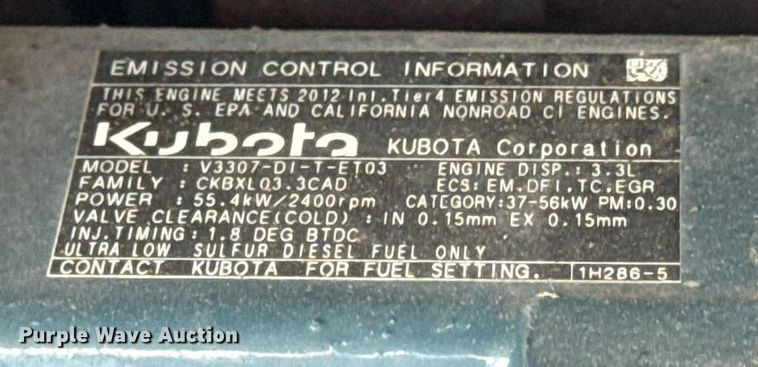 EMISSION CONTROL INFORMATION
THIS ENGINE MEETS 2012 Int. Tier4 EMISSION REGULATIONS
FOR U. S. EPA AND CALIFORNIA NONROAD CI ENGINES.
Kubota KUBOTA Corporation
MODEL : V3307-DI-T-ET03 ENGINE DISP.: 3.3L
FAMILY : CKBXL03.3CAD ECS: EM.DFI.TC.EGR
POWER : 55.4kW/2400rpm CATEGORY:37-56kW PM:0.30
VALVE CLEARANCE(COLD) : IN 0.15mm EX 0.15mm
INJ.TIMING: 1.8 DEG BTDC
ULTRA LOW SULFUR DIESEL FUEL ONLY
CONTACT KUBOTA FOR FUEL SETTING. 1H286-5
Purple Wave Auction